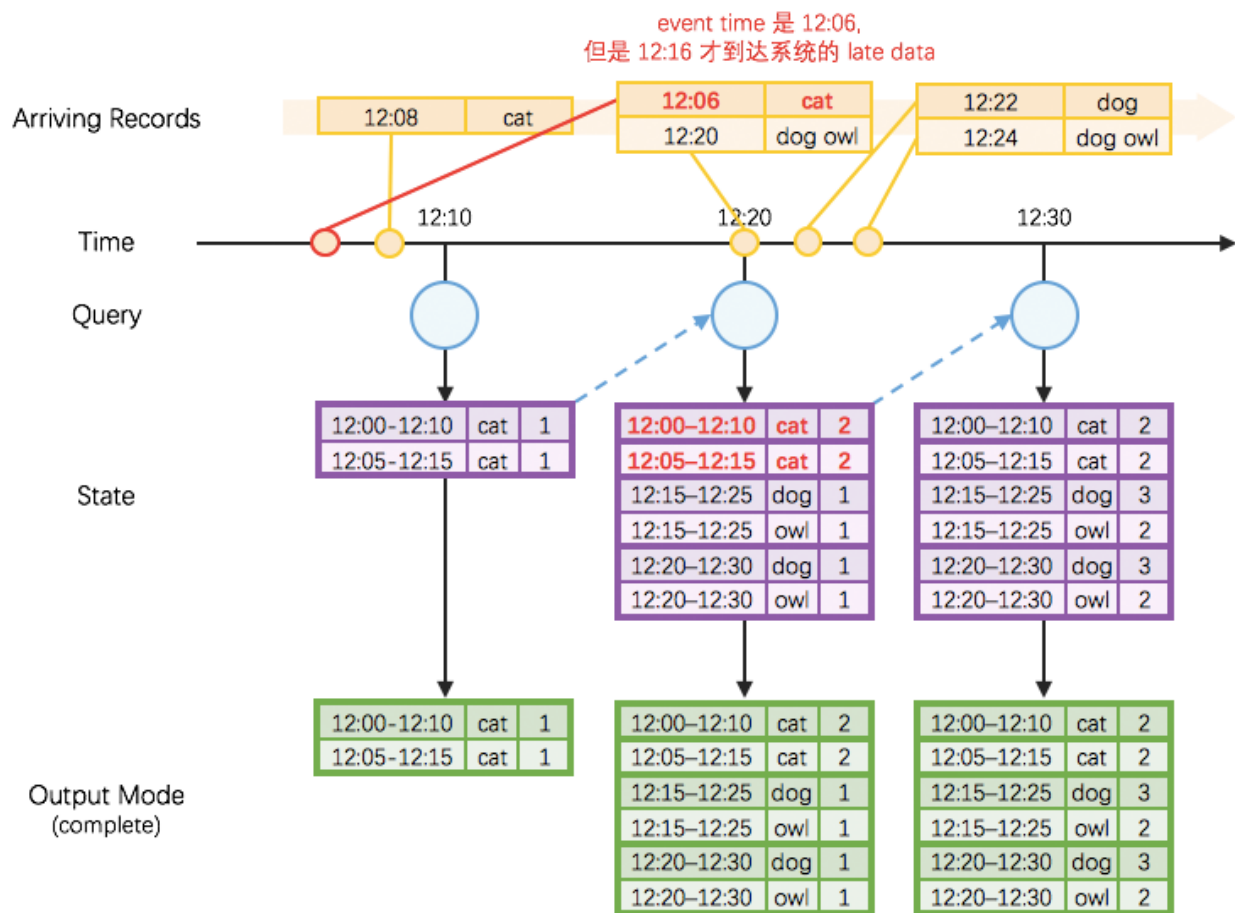 event time 是 12:06,
但是 12:16 才到达系统的 late data
Arriving Records
12:08 cat
12:06 cat
12:20 dog owl
12:22 dog
12:24 dog owl
Time
12:10
12:20
12:30
Query
State
12:00-12:10 cat 1
12:05-12:15 cat 1
12:00–12:10 cat 2
12:05–12:15 cat 2
12:15–12:25 dog 1
12:15–12:25 owl 1
12:20–12:30 dog 1
12:20–12:30 owl 1
12:00–12:10 cat 2
12:05–12:15 cat 2
12:15–12:25 dog 3
12:15–12:25 owl 2
12:20–12:30 dog 3
12:20–12:30 owl 2
Output Mode
(complete)
12:00-12:10 cat 1
12:05-12:15 cat 1
12:00–12:10 cat 2
12:05–12:15 cat 2
12:15–12:25 dog 1
12:15–12:25 owl 1
12:20–12:30 dog 1
12:20–12:30 owl 1
12:00–12:10 cat 2
12:05–12:15 cat 2
12:15–12:25 dog 3
12:15–12:25 owl 2
12:20–12:30 dog 3
12:20–12:30 owl 2